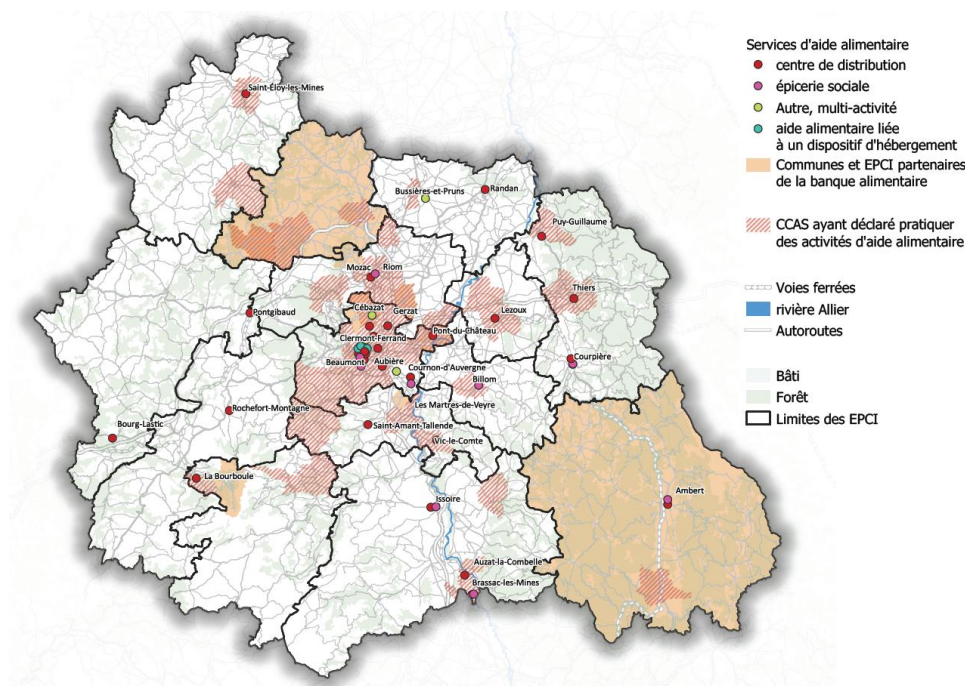 Services d'aide alimentaire
centre de distribution
épicerie sociale
Autre, multi-activité
aide alimentaire liée
à un dispositif d'hébergement
Communes et EPCI partenaires
de la banque alimentaire
CCAS ayant déclaré pratiquer
des activités d'aide alimentaire
Voies ferrées
rivière Allier
Autoroutes
Bâti
Forêt
Limites des EPCI
Saint-Éloy-les-Mines
Bussières-et-Pruns
Randan
Puy-Guillaume
Mozac
Riom
Thiers
Pontgibaud
Cébazat
Gerzat
Lezoux
Pont-du-Château
Clermont-Ferrand
Beaumont
Aubière
Courpière
Cournon-d'Auvergne
Billom
Les Martres-de-Veyre
Rochefort-Montagne
Bourg-Lastic
Saint-Amant-Tallende
Vic-le-Comte
La Bourboule
Issoire
Ambert
Auzat-la-Combelle
Brassac-les-Mines